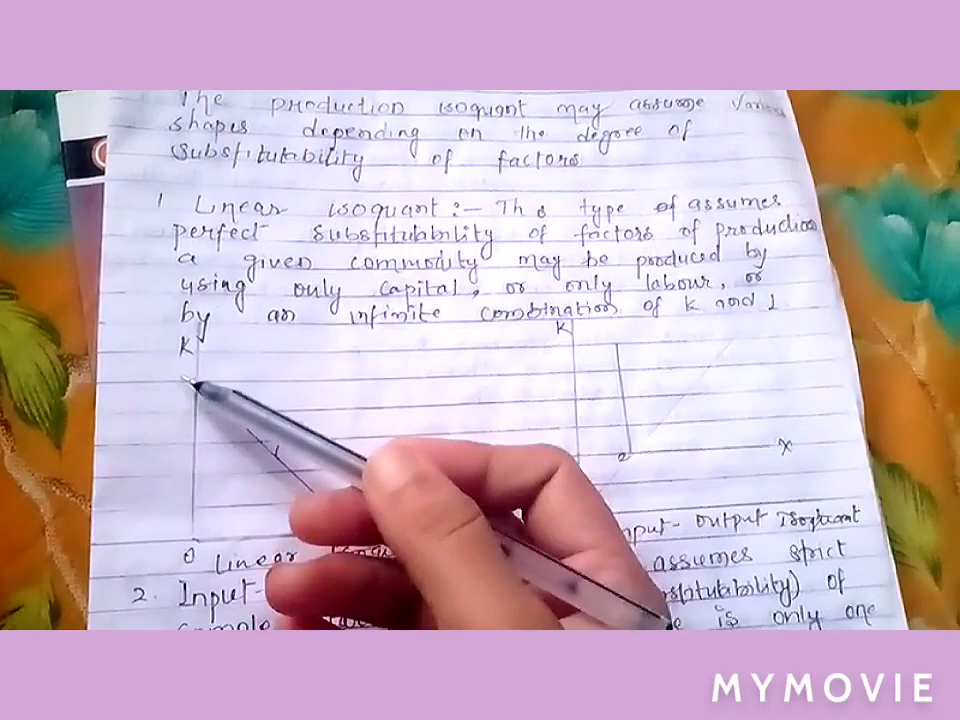 The production isoquant may assume
shapes depending on the degree of
Substitutability of factors
1 Linear isoquant :- Ths type of assumes
perfect substitutability of factors of production
a given commodity may be produced by
using only capital, or only labour, or
by an infinite combination of K and L
K
K
X
O Linear
Input-Output Isoquant
assumes strict
2. Input-
of
is only one
MYMOVIE